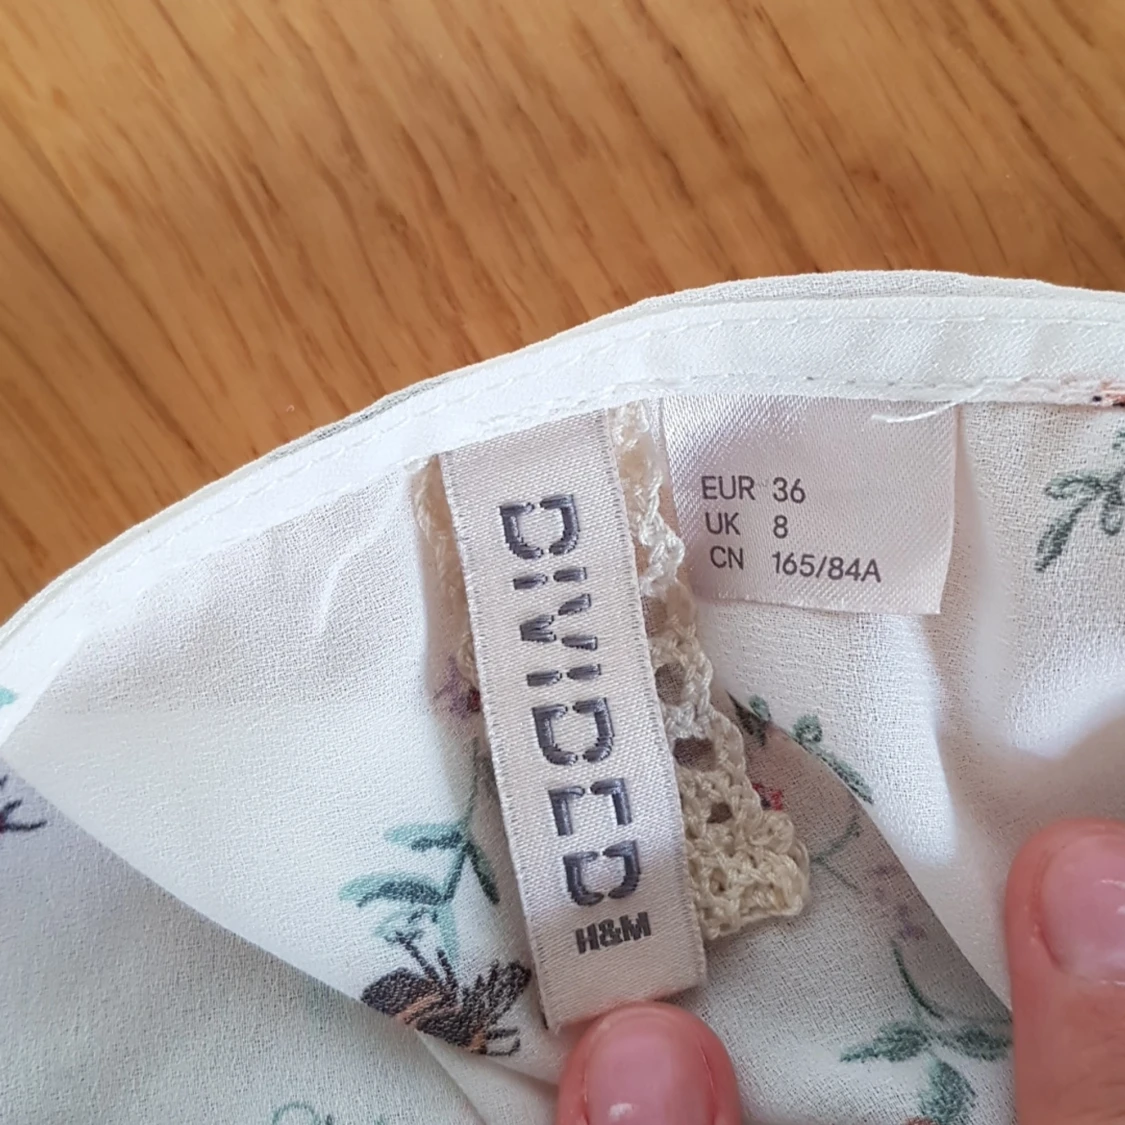 DIVIDED
H&M
EUR 36
UK 8
CN 165/84A